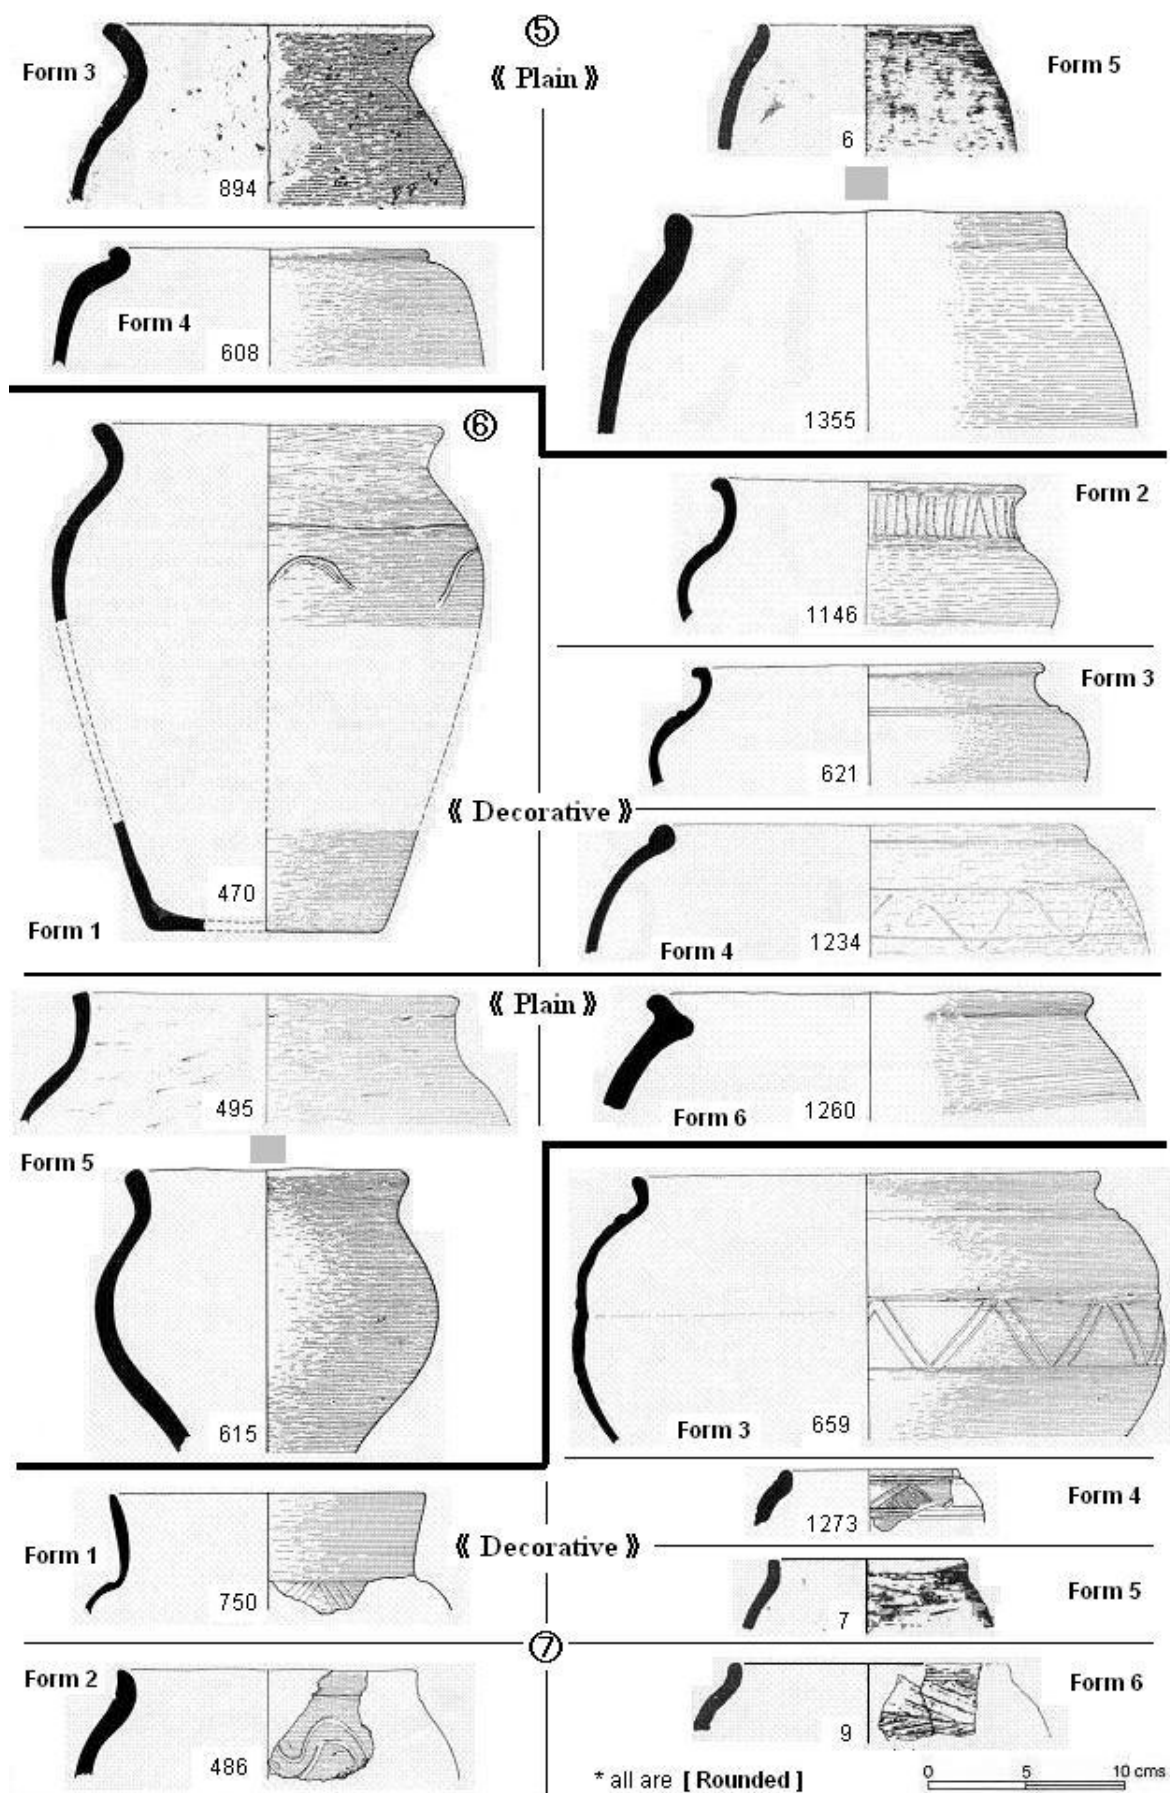 ⑤
Form 3
⟪ Plain ⟫
Form 5
894
6
Form 4
608
1355
⑥
Form 2
1146
Form 3
621
⟪ Decorative ⟫
470
Form 1
Form 4
1234
⟪ Plain ⟫
495
Form 6
1260
Form 5
615
Form 3
659
Form 4
1273
Form 1
⟪ Decorative ⟫
750
Form 5
7
⑦
Form 2
486
Form 6
9
* all are [ Rounded ]
0 5 10 cms